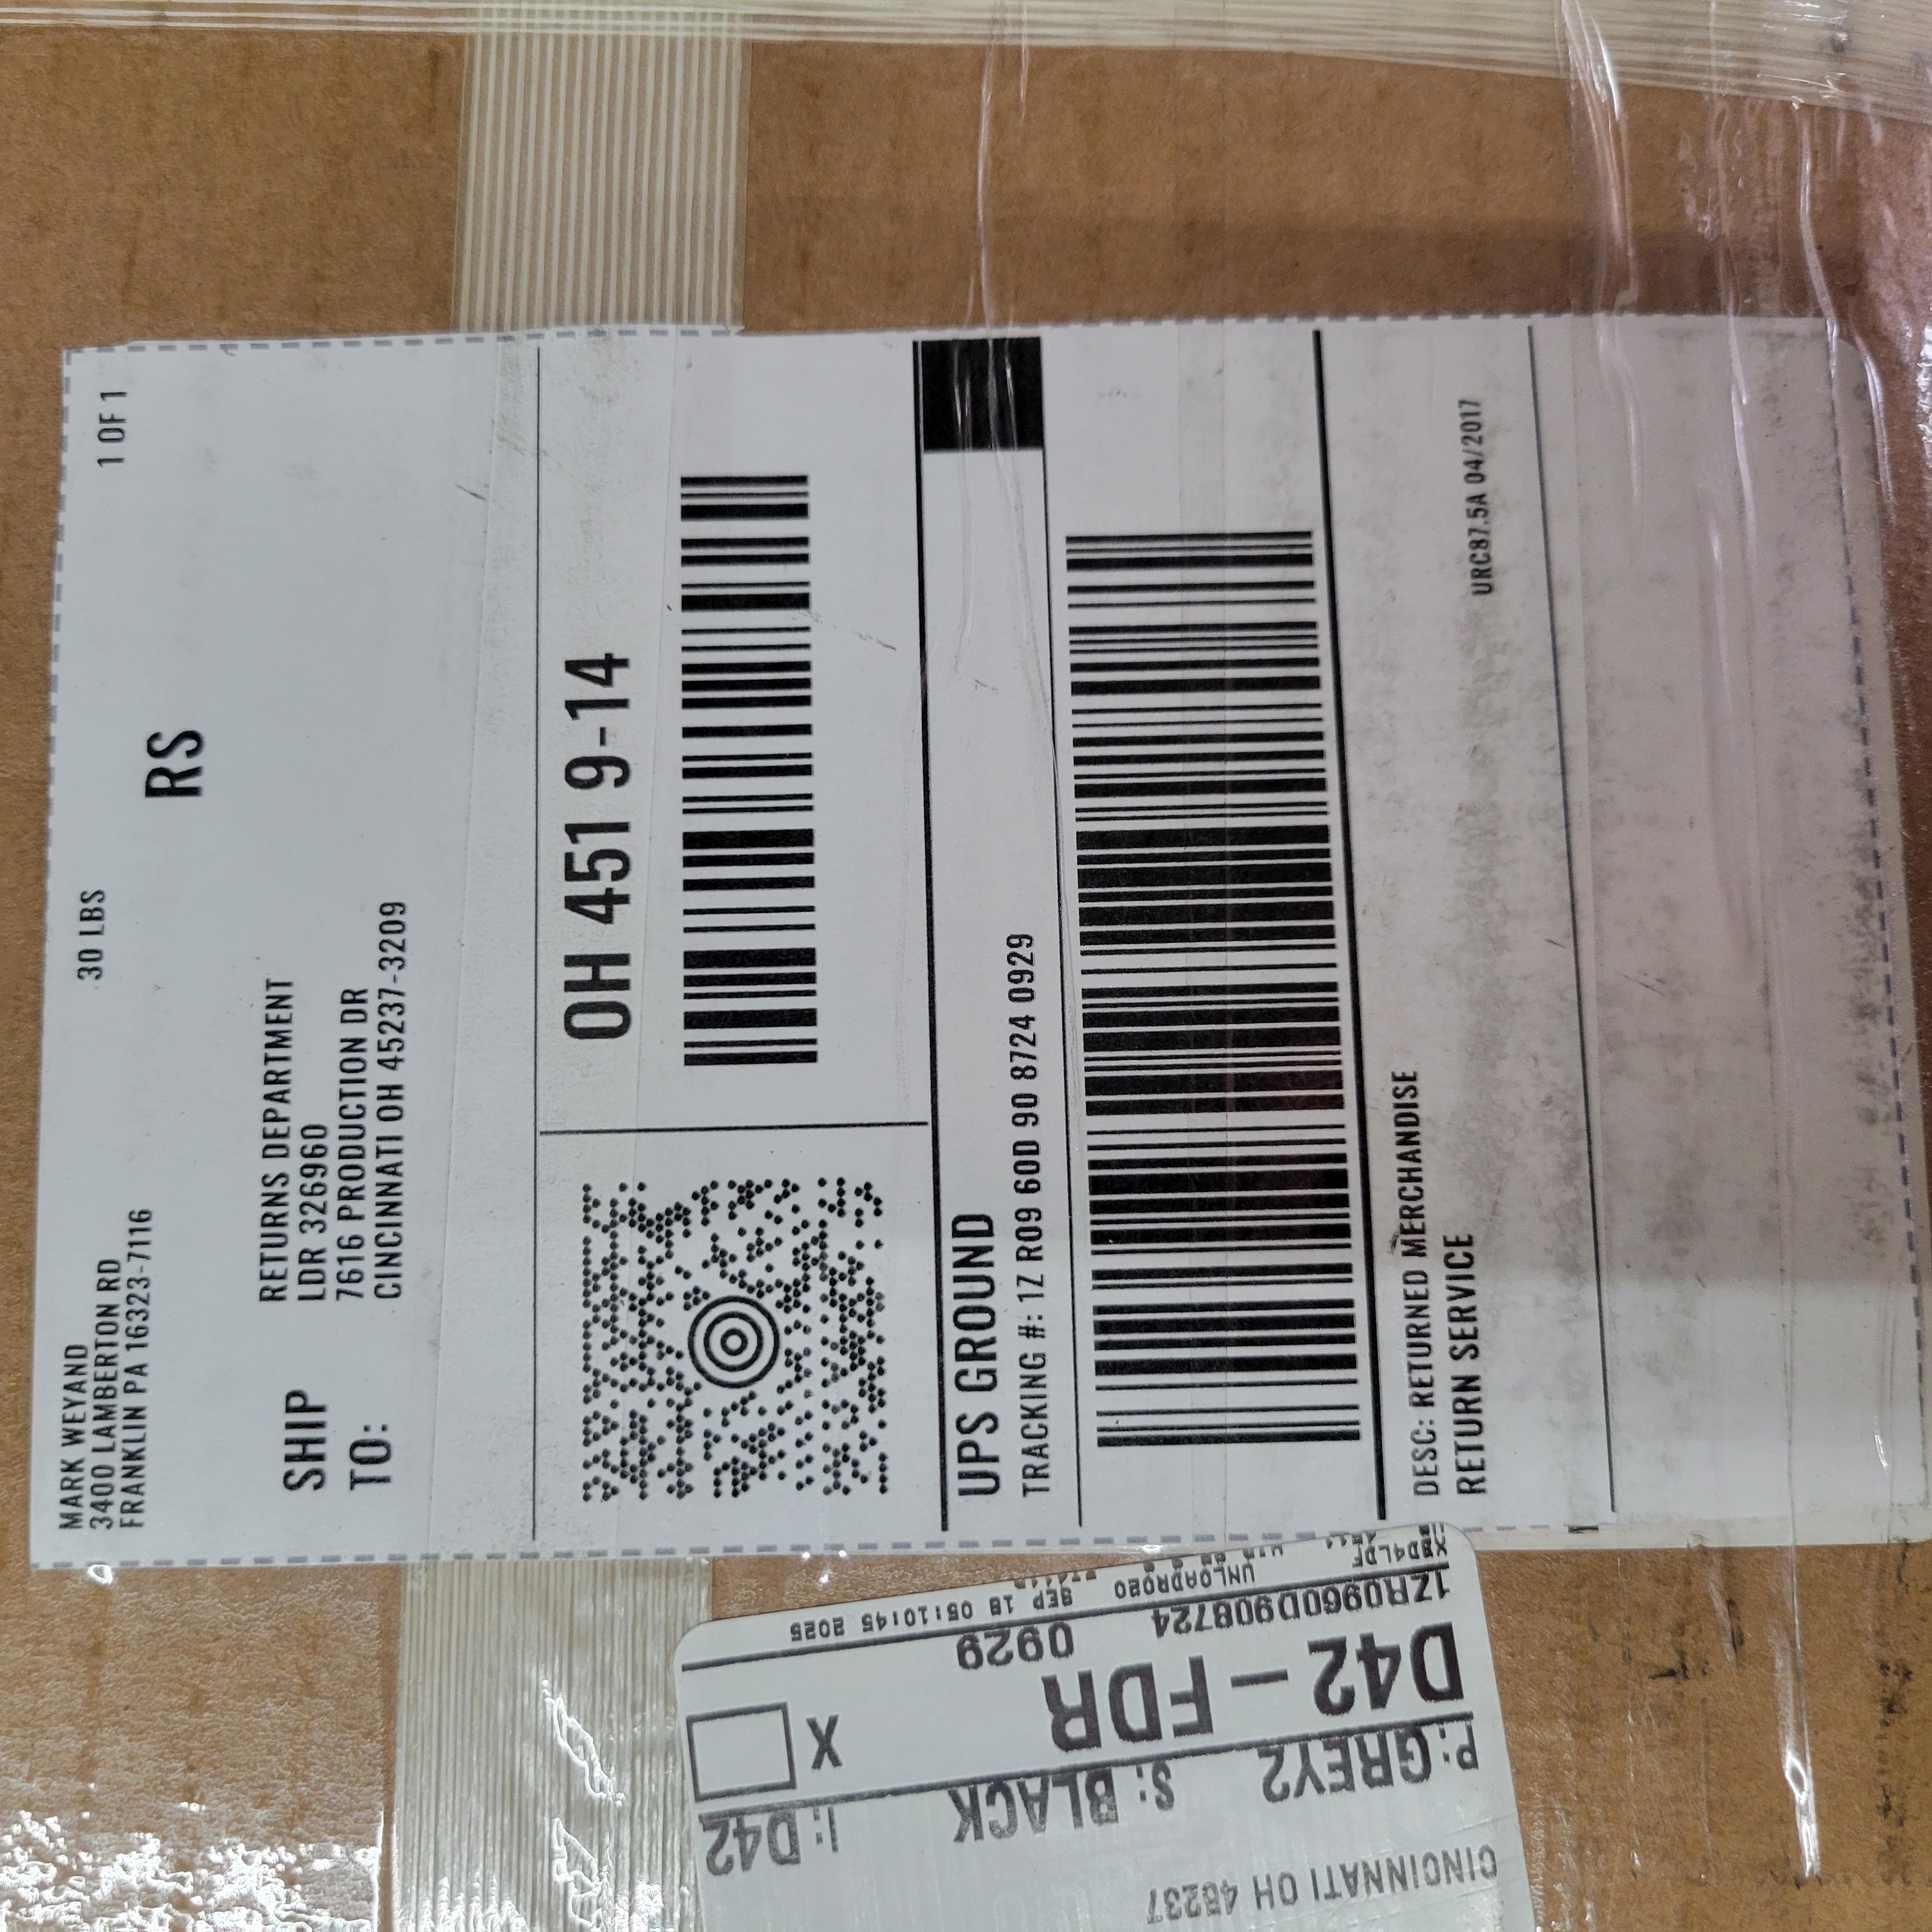 MARK WEYAND
3400 LAMBERTON RD
FRANKLIN PA 16323-7116
30 LBS
1 OF 1
RS
SHIP
TO:
RETURNS DEPARTMENT
LDR 326960
7616 PRODUCTION DR
CINCINNATI OH 45237-3209
OH 451 9-14
UPS GROUND
TRACKING #: 1Z R09 60D 90 8724 0929
DESC: RETURNED MERCHANDISE
RETURN SERVICE
URC87.5A 04/2017
UNLOADR020
SEP 18 05:10:45 2025
1ZR0960D908724
0929
D42-FDR
X
P:GREY2 S:BLACK I:D42
CINCINNATI OH 45237